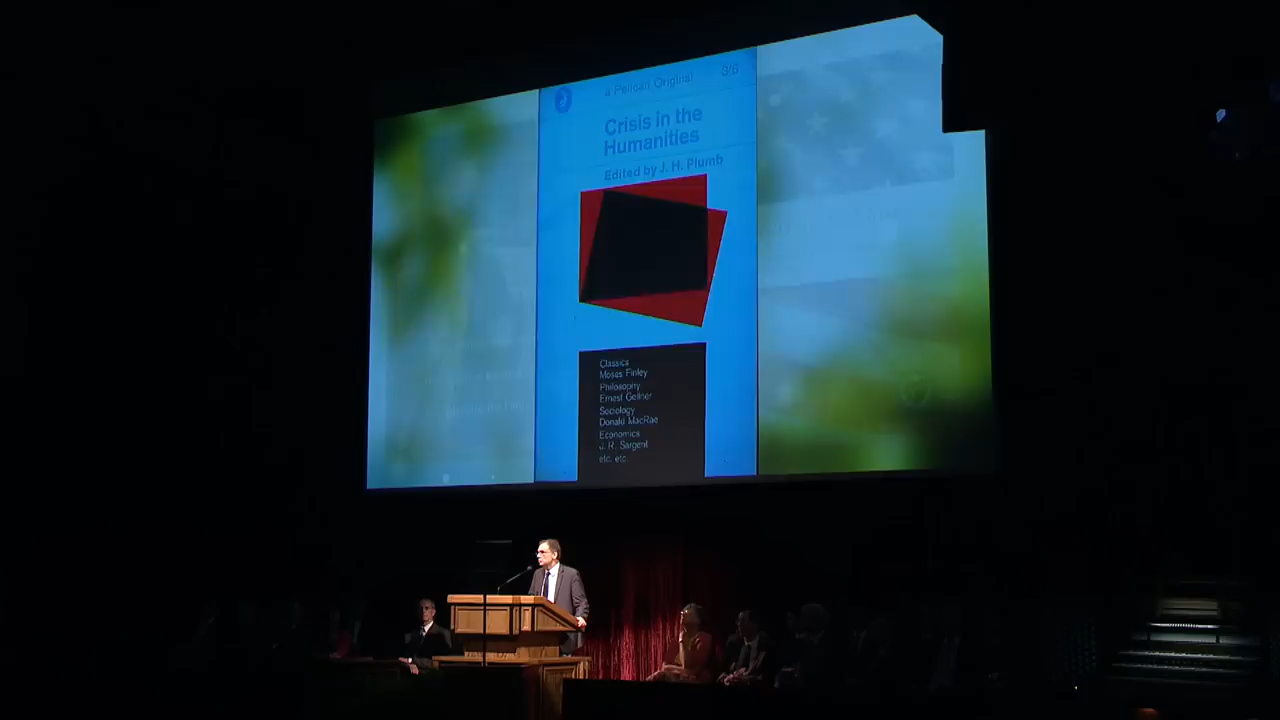 a Pelican Original 3/6
Crisis in the
Humanities
Edited by J. H. Plumb
Classics
Moses Finley
Philosophy
Ernest Gellner
Sociology
Donald MacRae
Economics
J. R. Sargent
etc. etc.